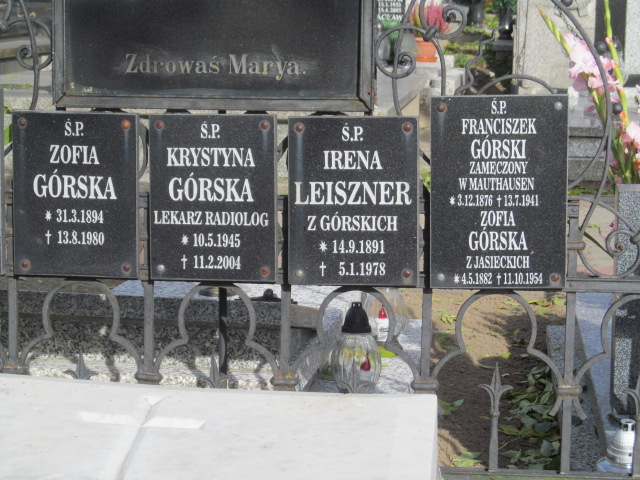 Zdrowaś Marya.
Ś.P.
ZOFIA
GÓRSKA
* 31.3.1894
† 13.8.1980
Ś.P.
KRYSTYNA
GÓRSKA
LEKARZ RADIOLOG
* 10.5.1945
† 11.2.2004
Ś.P.
IRENA
LEISZNER
Z GÓRSKICH
* 14.9.1891
† 5.1.1978
Ś.P.
FRANCISZEK
GÓRSKI
ZAMĘCZONY
W MAUTHAUSEN
* 3.12.1876 † 13.7.1941
ZOFIA
GÓRSKA
Z JASIECKICH
* 4.5.1882 † 11.10.1954